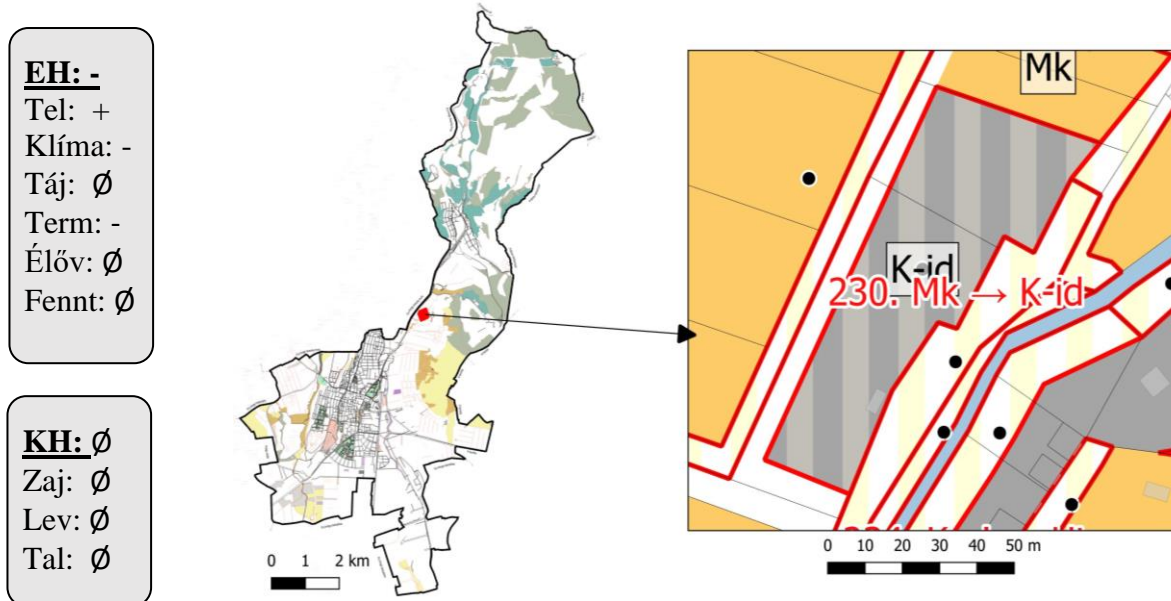 EH: -
Tel: +
Klíma: -
Táj: Ø
Term: -
Élőv: Ø
Fennt: Ø
KH: Ø
Zaj: Ø
Lev: Ø
Tal: Ø
0 1 2 km
Mk
K-id
230. Mk → K-id
0 10 20 30 40 50 m